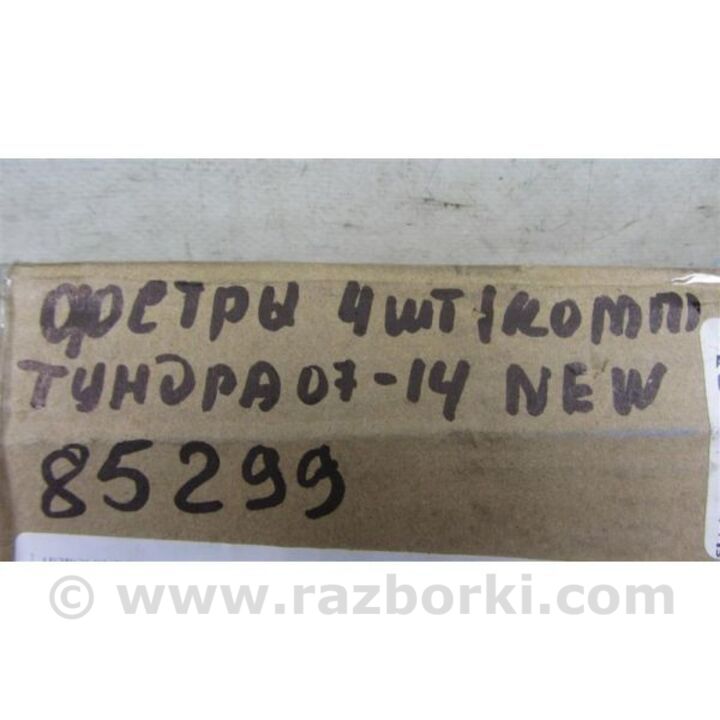 фЕТРЫ 4шт (комп
ТУНДРА 07-14 NEW
85299
© www.razborki.com